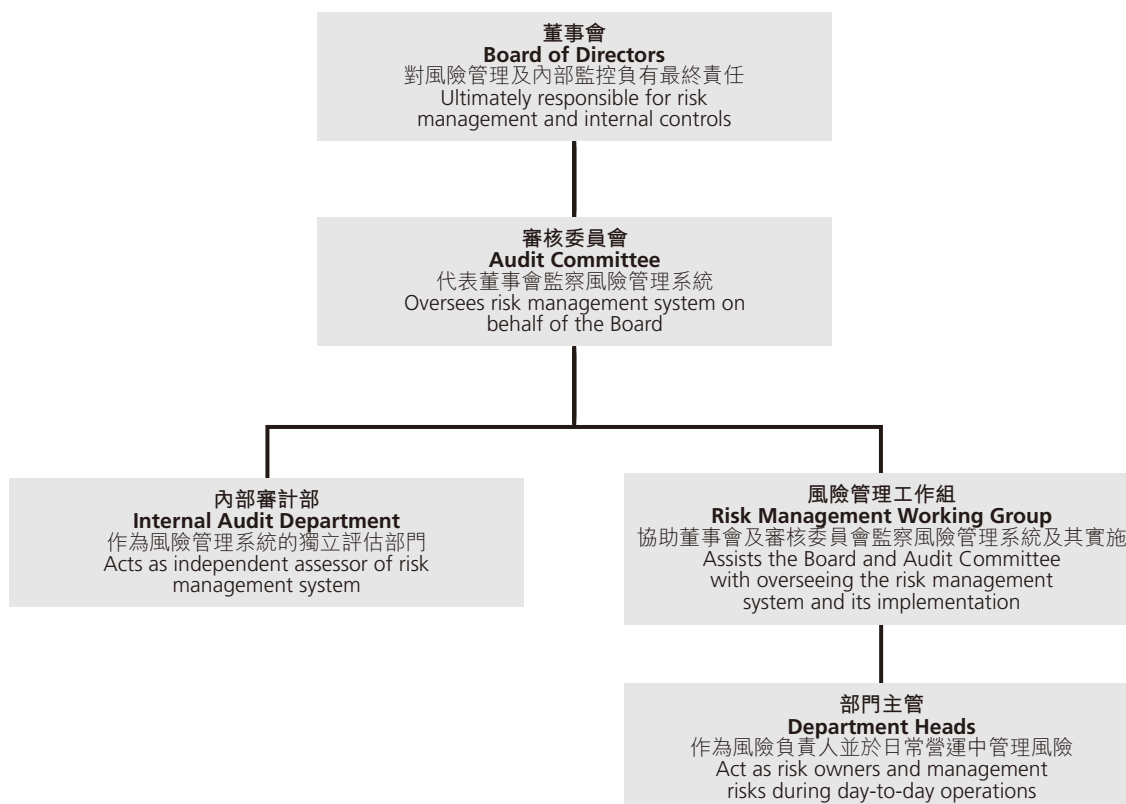 董事會
Board of Directors
對風險管理及內部監控負有最終責任
Ultimately responsible for risk
management and internal controls
審核委員會
Audit Committee
代表董事會監察風險管理系統
Oversees risk management system on
behalf of the Board
內部審計部
Internal Audit Department
作為風險管理系統的獨立評估部門
Acts as independent assessor of risk
management system
風險管理工作組
Risk Management Working Group
協助董事會及審核委員會監察風險管理系統及其實施
Assists the Board and Audit Committee
with overseeing the risk management
system and its implementation
部門主管
Department Heads
作為風險負責人並於日常營運中管理風險
Act as risk owners and management
risks during day-to-day operations